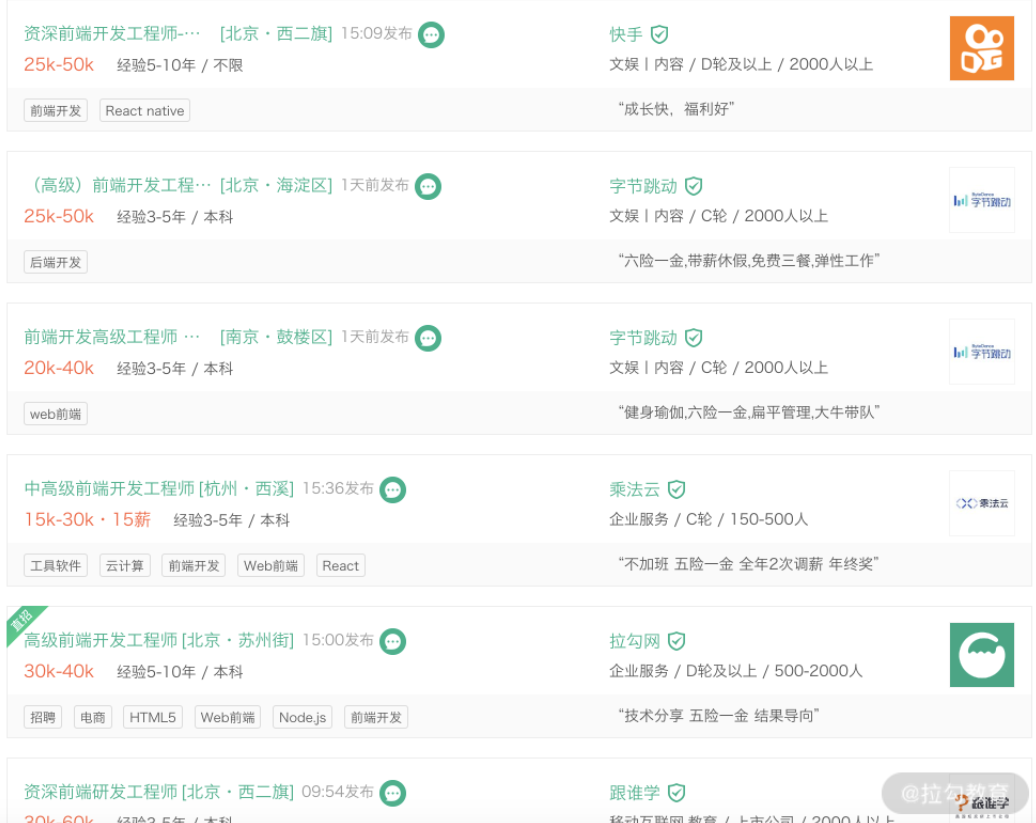 资深前端开发工程师-··· [北京·西二旗] 15:09发布
快手
25k-50k 经验5-10年 / 不限
文娱丨内容 / D轮及以上 / 2000人以上
前端开发 React native
“成长快，福利好”
（高级）前端开发工程··· [北京·海淀区] 1天前发布
字节跳动
25k-50k 经验3-5年 / 本科
文娱丨内容 / C轮 / 2000人以上
字节跳动
后端开发
“六险一金,带薪休假,免费三餐,弹性工作”
前端开发高级工程师 ··· [南京·鼓楼区] 1天前发布
字节跳动
20k-40k 经验3-5年 / 本科
文娱丨内容 / C轮 / 2000人以上
字节跳动
web前端
“健身瑜伽,六险一金,扁平管理,大牛带队”
中高级前端开发工程师 [杭州·西溪] 15:36发布
乘法云
15k-30k·15薪 经验3-5年 / 本科
企业服务 / C轮 / 150-500人
乘法云
工具软件 云计算 前端开发 Web前端 React
“不加班 五险一金 全年2次调薪 年终奖”
直招
高级前端开发工程师 [北京·苏州街] 15:00发布
拉勾网
30k-40k 经验5-10年 / 本科
企业服务 / D轮及以上 / 500-2000人
招聘 电商 HTML5 Web前端 Node.js 前端开发
“技术分享 五险一金 结果导向”
资深前端研发工程师 [北京·西二旗] 09:54发布
跟谁学
@拉勾教育
跟谁学
30k-60k 经验3-5年 / 本科
移动互联网,教育 / 上市公司 / 2000人以上